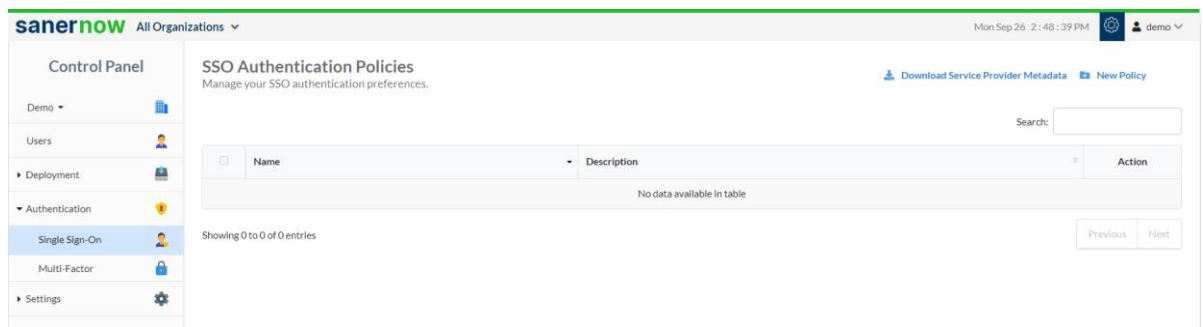 sanernow All Organizations
Mon Sep 26 2:48:39 PM
demo
Control Panel
Demo
Users
Deployment
Authentication
Single Sign-On
Multi-Factor
Settings
SSO Authentication Policies
Manage your SSO authentication preferences.
Download Service Provider Metadata New Policy
Search:
Name Description Action
No data available in table
Showing 0 to 0 of 0 entries
Previous Next